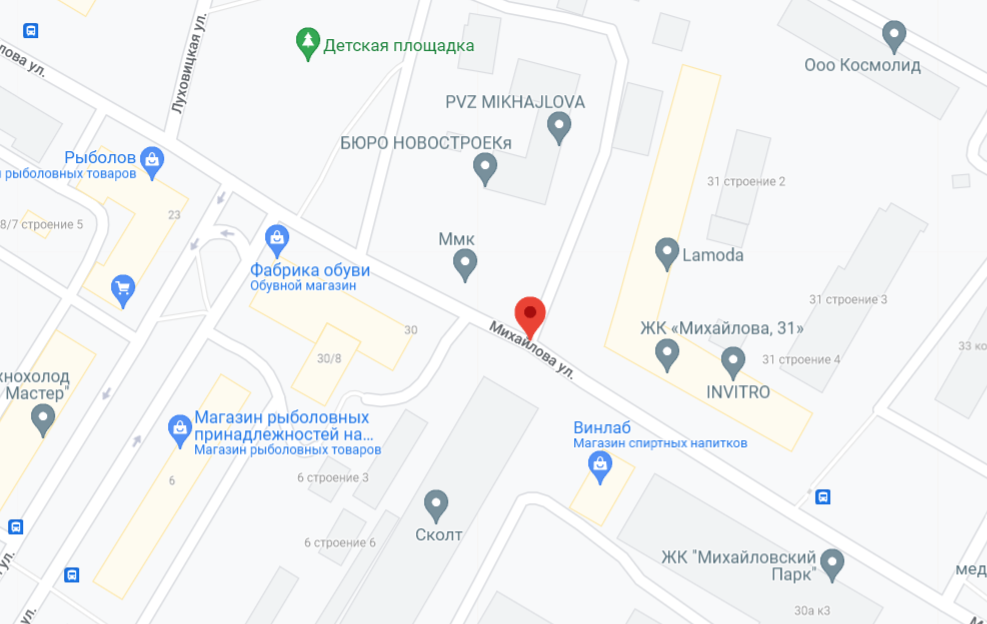 лова ул.
Луховицкая ул.
Детская площадка
Ооо Космолид
PVZ MIKHAJLOVA
БЮРО НОВОСТРОЕКя
Рыболов
н рыболовных товаров
31 строение 2
23
8/7 строение 5
Ммк
Lamoda
Фабрика обуви
Обувной магазин
31 строение 3
30
Михайлова ул.
ЖК «Михайлова, 31»
31 строение 4
33 ко
30/8
хнохолод
Мастер"
INVITRO
Магазин рыболовных
принадлежностей на...
Магазин рыболовных товаров
Винлаб
Магазин спиртных напитков
6
6 строение 3
Сколт
6 строение 6
ЖК "Михайловский
Парк"
мед
30а к3
ул.
ул.